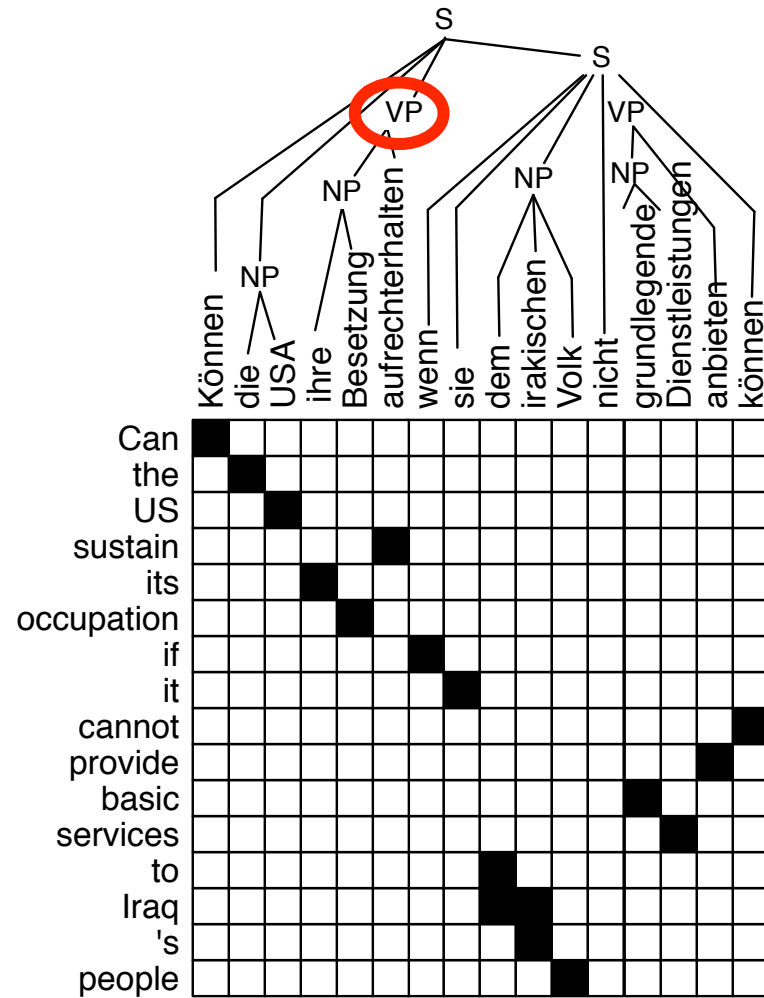 S
S
VP
VP
NP
NP
NP
NP
Können
die
USA
ihre
Besetzung
aufrechterhalten
wenn
sie
dem
irakischen
Volk
nicht
grundlegende
Dienstleistungen
anbieten
können
Can
the
US
sustain
its
occupation
if
it
cannot
provide
basic
services
to
Iraq
's
people